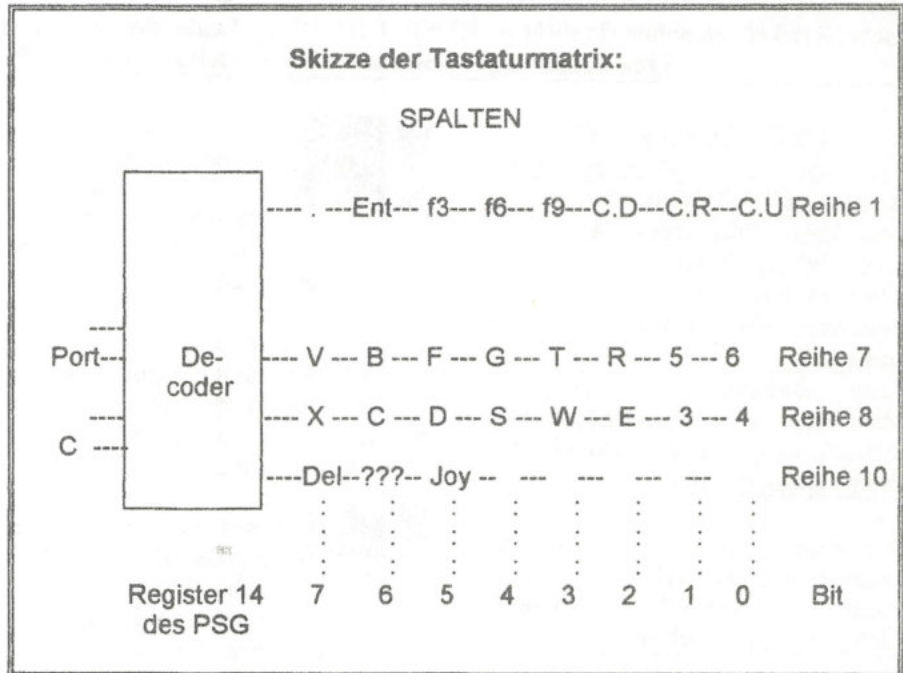 Skizze der Tastaturmatrix:
SPALTEN
---- . ---Ent--- f3--- f6--- f9---C.D---C.R---C.U Reihe 1
Port--- De- ---- V --- B --- F --- G --- T --- R --- 5 --- 6 Reihe 7
coder
---- X --- C --- D --- S --- W --- E --- 3 --- 4 Reihe 8
C ----
----Del--???-- Joy -- --- --- --- --- Reihe 10
Register 14 7 6 5 4 3 2 1 0 Bit
des PSG